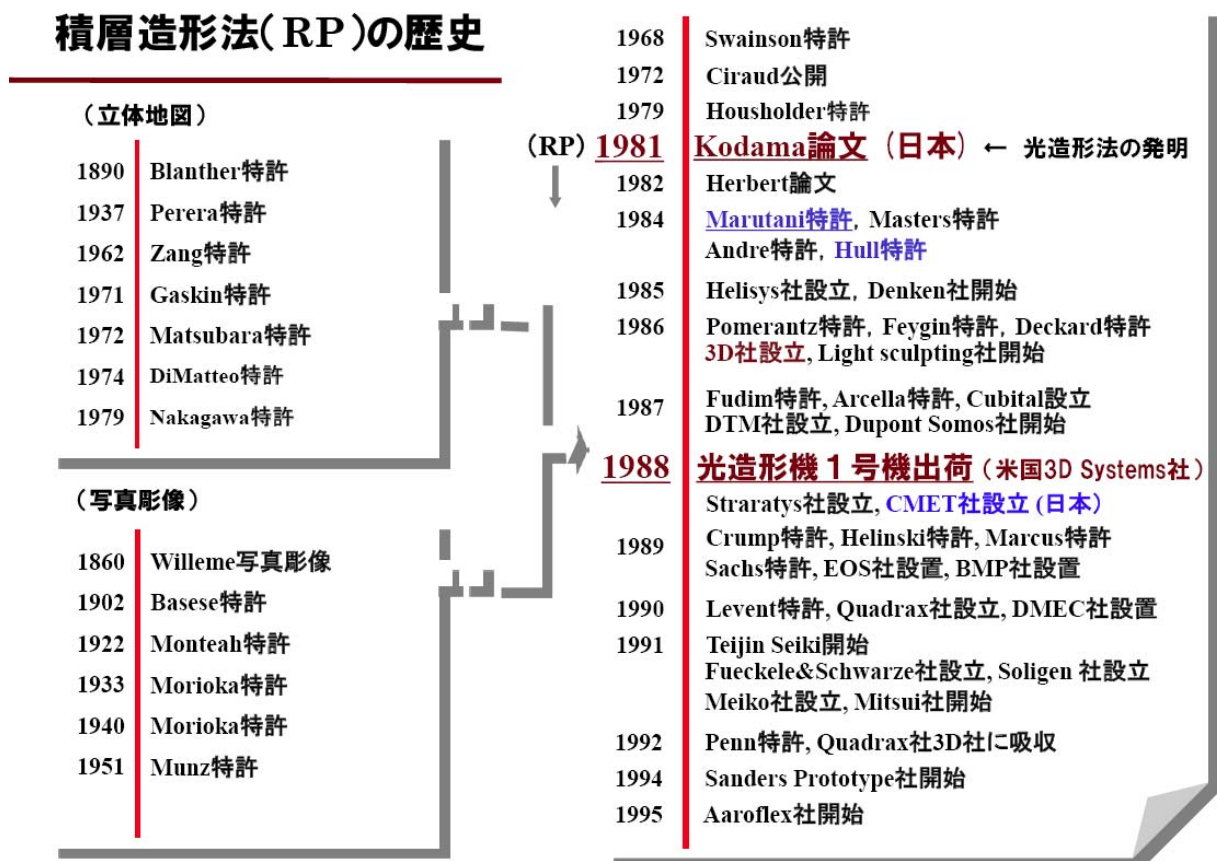 積層造形法(RP)の歴史
(立体地図)
1890 Blanther特許
1937 Perera特許
1962 Zang特許
1971 Gaskin特許
1972 Matsubara特許
1974 DiMatteo特許
1979 Nakagawa特許
(写真彫像)
1860 Willeme写真彫像
1902 Basese特許
1922 Monteah特許
1933 Morioka特許
1940 Morioka特許
1951 Munz特許
1968 Swainson特許
1972 Ciraud公開
1979 Housholder特許
(RP) 1981 Kodama論文(日本) ← 光造形法の発明
1982 Herbert論文
1984 Marutani特許, Masters特許
Andre特許, Hull特許
1985 Helisys社設立, Denken社開始
1986 Pomerantz特許, Feygin特許, Deckard特許
3D社設立, Light sculpting社開始
1987 Fudim特許, Arcella特許, Cubital設立
DTM社設立, Dupont Somos社開始
1988 光造形機1号機出荷(米国3D Systems社)
Straratys社設立, CMET社設立 (日本)
1989 Crump特許, Helinski特許, Marcus特許
Sachs特許, EOS社設置, BMP社設置
1990 Levent特許, Quadrax社設立, DMEC社設置
1991 Teijin Seiki開始
Fueckele&Schwarze社設立, Soligen 社設立
Meiko社設立, Mitsui社開始
1992 Penn特許, Quadrax社3D社に吸収
1994 Sanders Prototype社開始
1995 Aaroflex社開始